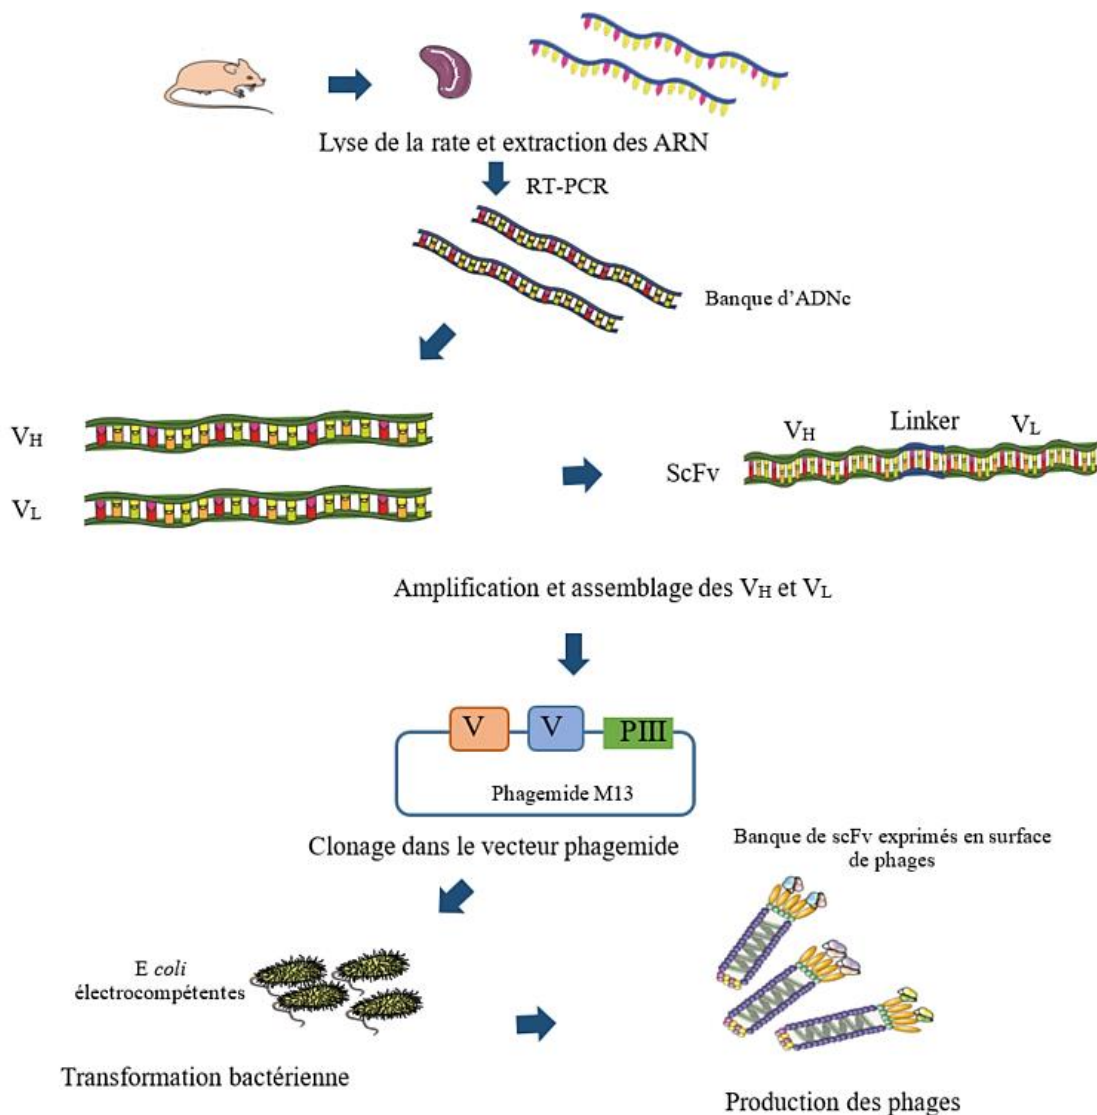 Lyse de la rate et extraction des ARN
RT-PCR
Banque d'ADNc
VH
VL
ScFv
VH
Linker
VL
Amplification et assemblage des VH et VL
V
V
PIII
Phagemide M13
Clonage dans le vecteur phagemide
Banque de scFv exprimés en surface
de phages
E coli
électrocompétentes
Transformation bactérienne
Production des phages